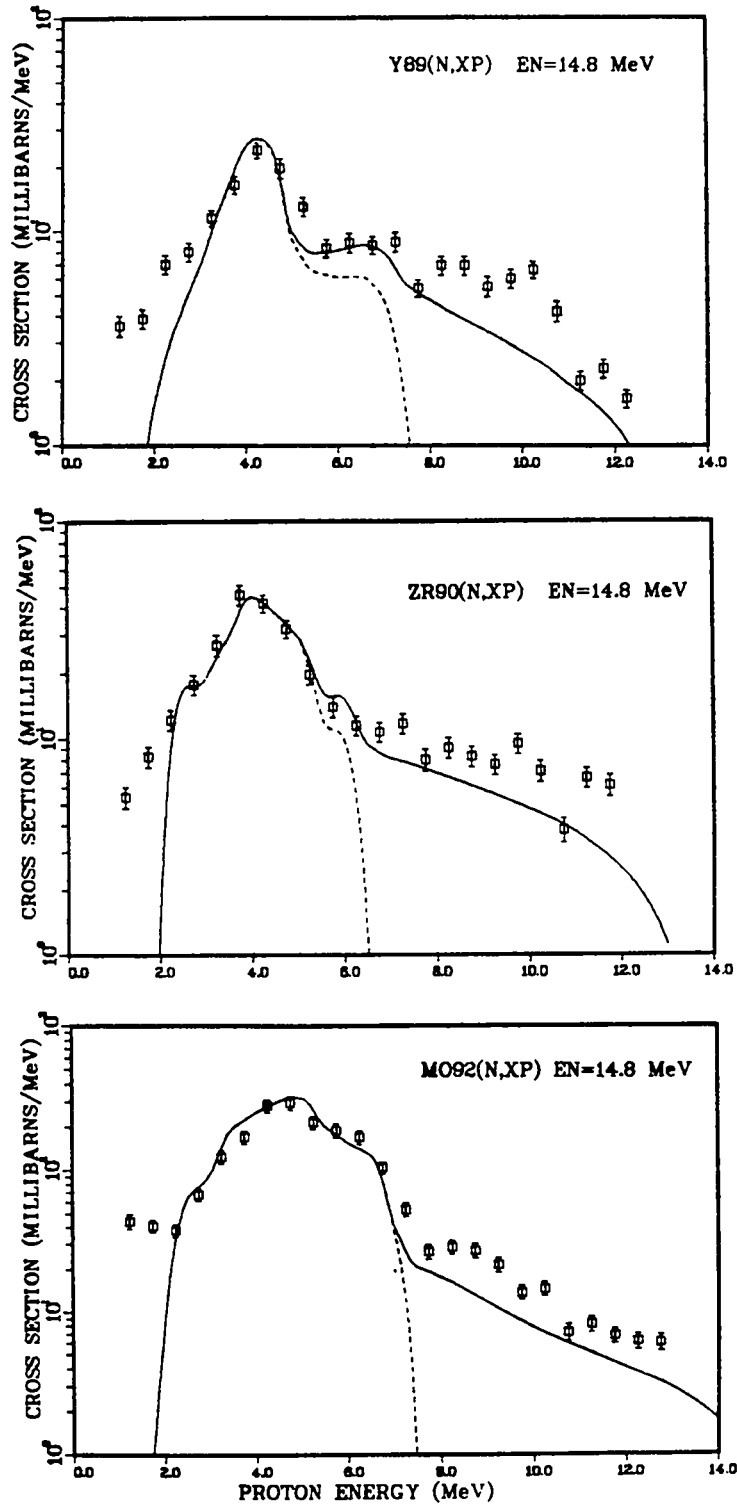 Y89(N,XP) EN=14.8 MeV
CROSS SECTION (MILLIBARNS/MEV)
0.0 2.0 4.0 6.0 8.0 10.0 12.0 14.0
ZR90(N,XP) EN=14.8 MeV
CROSS SECTION (MILLIBARNS/MEV)
0.0 2.0 4.0 6.0 8.0 10.0 12.0 14.0
MO92(N,XP) EN=14.8 MeV
CROSS SECTION (MILLIBARNS/MEV)
0.0 2.0 4.0 6.0 8.0 10.0 12.0 14.0
PROTON ENERGY (MeV)